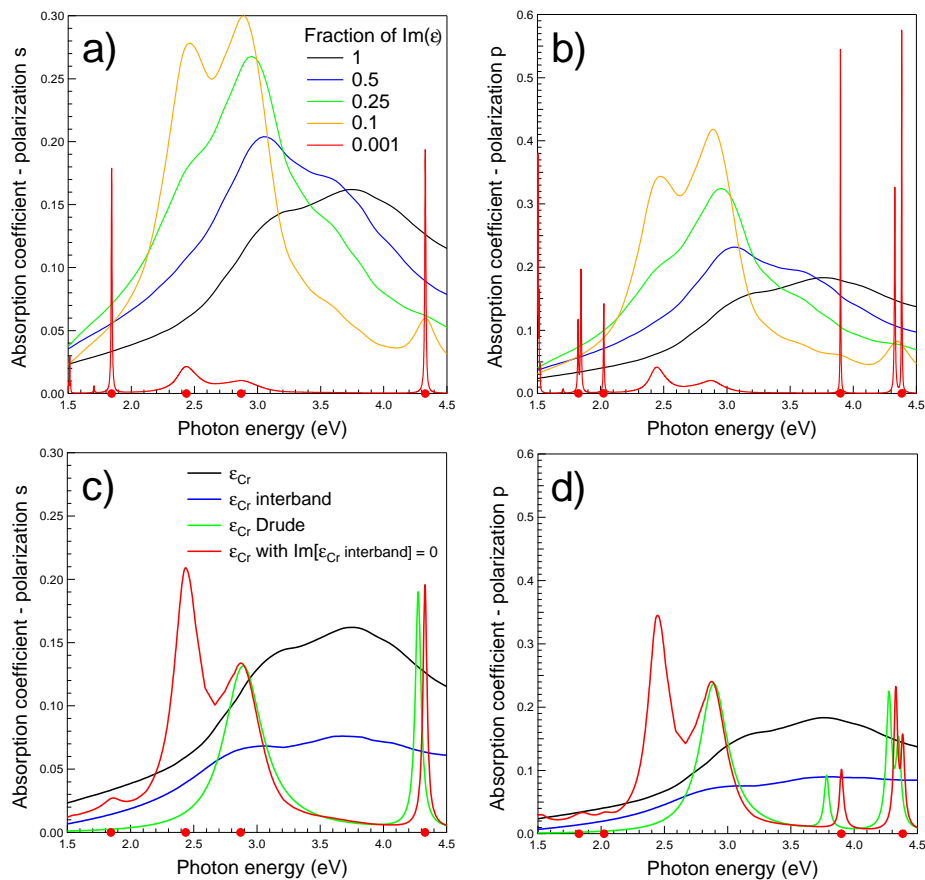 a)
Fraction of Im(ε)
1
0.5
0.25
0.1
0.001
Absorption coefficient - polarization s
0.30
0.25
0.20
0.15
0.10
0.05
0.00
1.5 2.0 2.5 3.0 3.5 4.0 4.5
Photon energy (eV)
b)
Absorption coefficient - polarization p
0.6
0.5
0.4
0.3
0.2
0.1
0.0
1.5 2.0 2.5 3.0 3.5 4.0 4.5
Photon energy (eV)
c)
εCr
εCr interband
εCr Drude
εCr with Im[εCr interband] = 0
Absorption coefficient - polarization s
0.30
0.25
0.20
0.15
0.10
0.05
0.00
1.5 2.0 2.5 3.0 3.5 4.0 4.5
Photon energy (eV)
d)
Absorption coefficient - polarization p
0.6
0.5
0.4
0.3
0.2
0.1
0.0
1.5 2.0 2.5 3.0 3.5 4.0 4.5
Photon energy (eV)